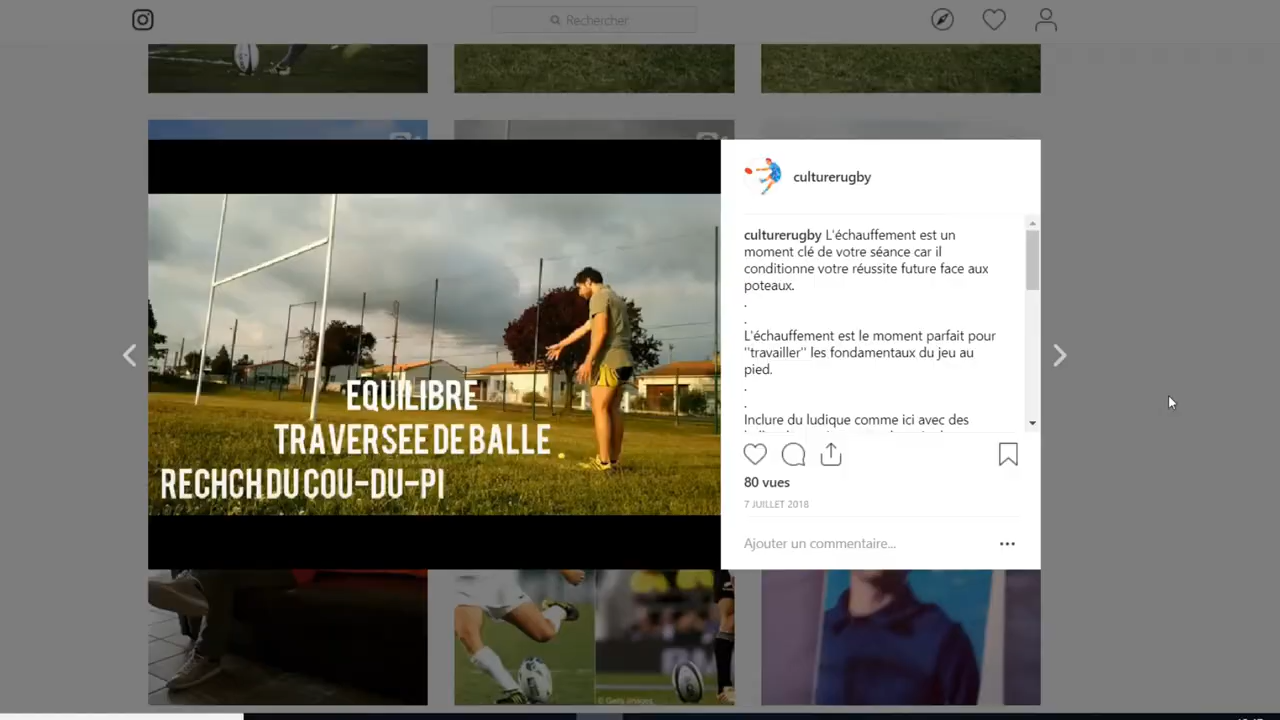 Rechercher
EQUILIBRE
TRAVERSEE DE BALLE
RECHCH DU COU-DU-PI
culturerugby
culturerugby L'échauffement est un
moment clé de votre séance car il
conditionne votre réussite future face aux
poteaux.
.
.
L'échauffement est le moment parfait pour
"travailler" les fondamentaux du jeu au
pied.
.
.
Inclure du ludique comme ici avec des
80 vues
7 JUILLET 2018
Ajouter un commentaire...
© Getty Images